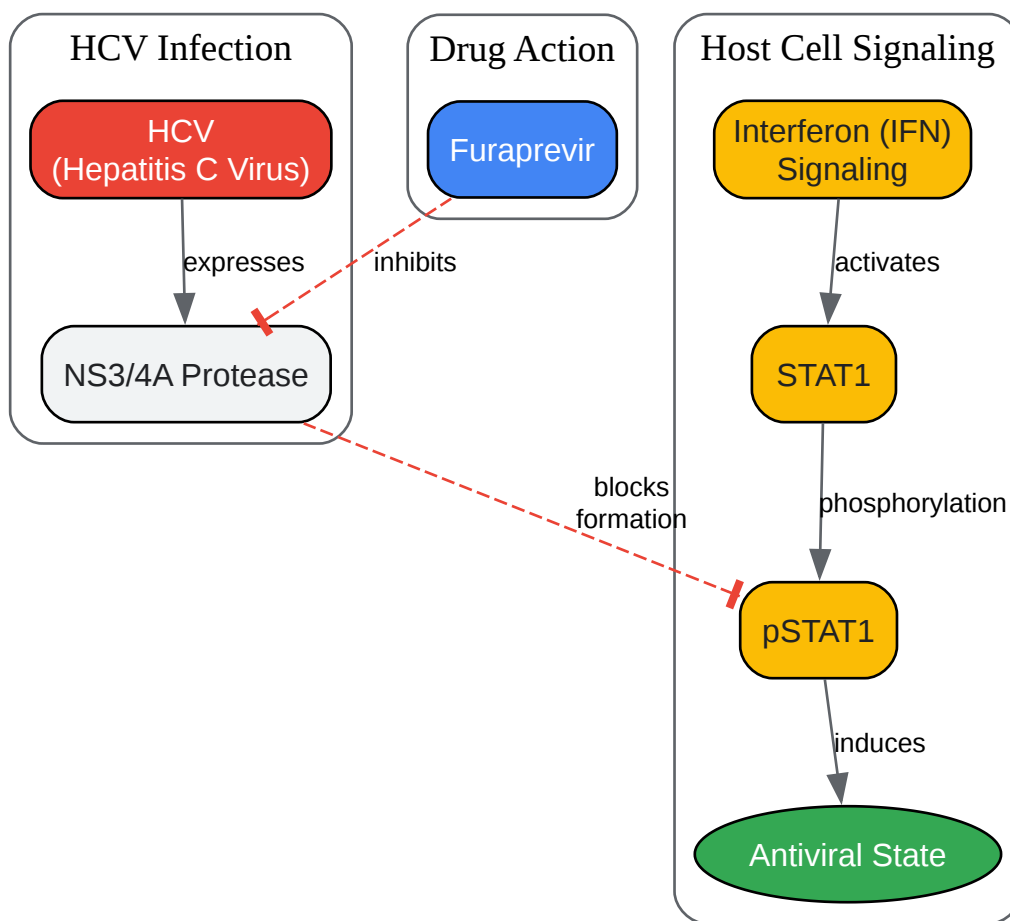 HCV Infection
Drug Action
Host Cell Signaling
HCV
(Hepatitis C Virus)
Furaprevir
Interferon (IFN)
Signaling
expresses
inhibits
activates
NS3/4A Protease
STAT1
blocks
formation
phosphorylation
pSTAT1
induces
Antiviral State